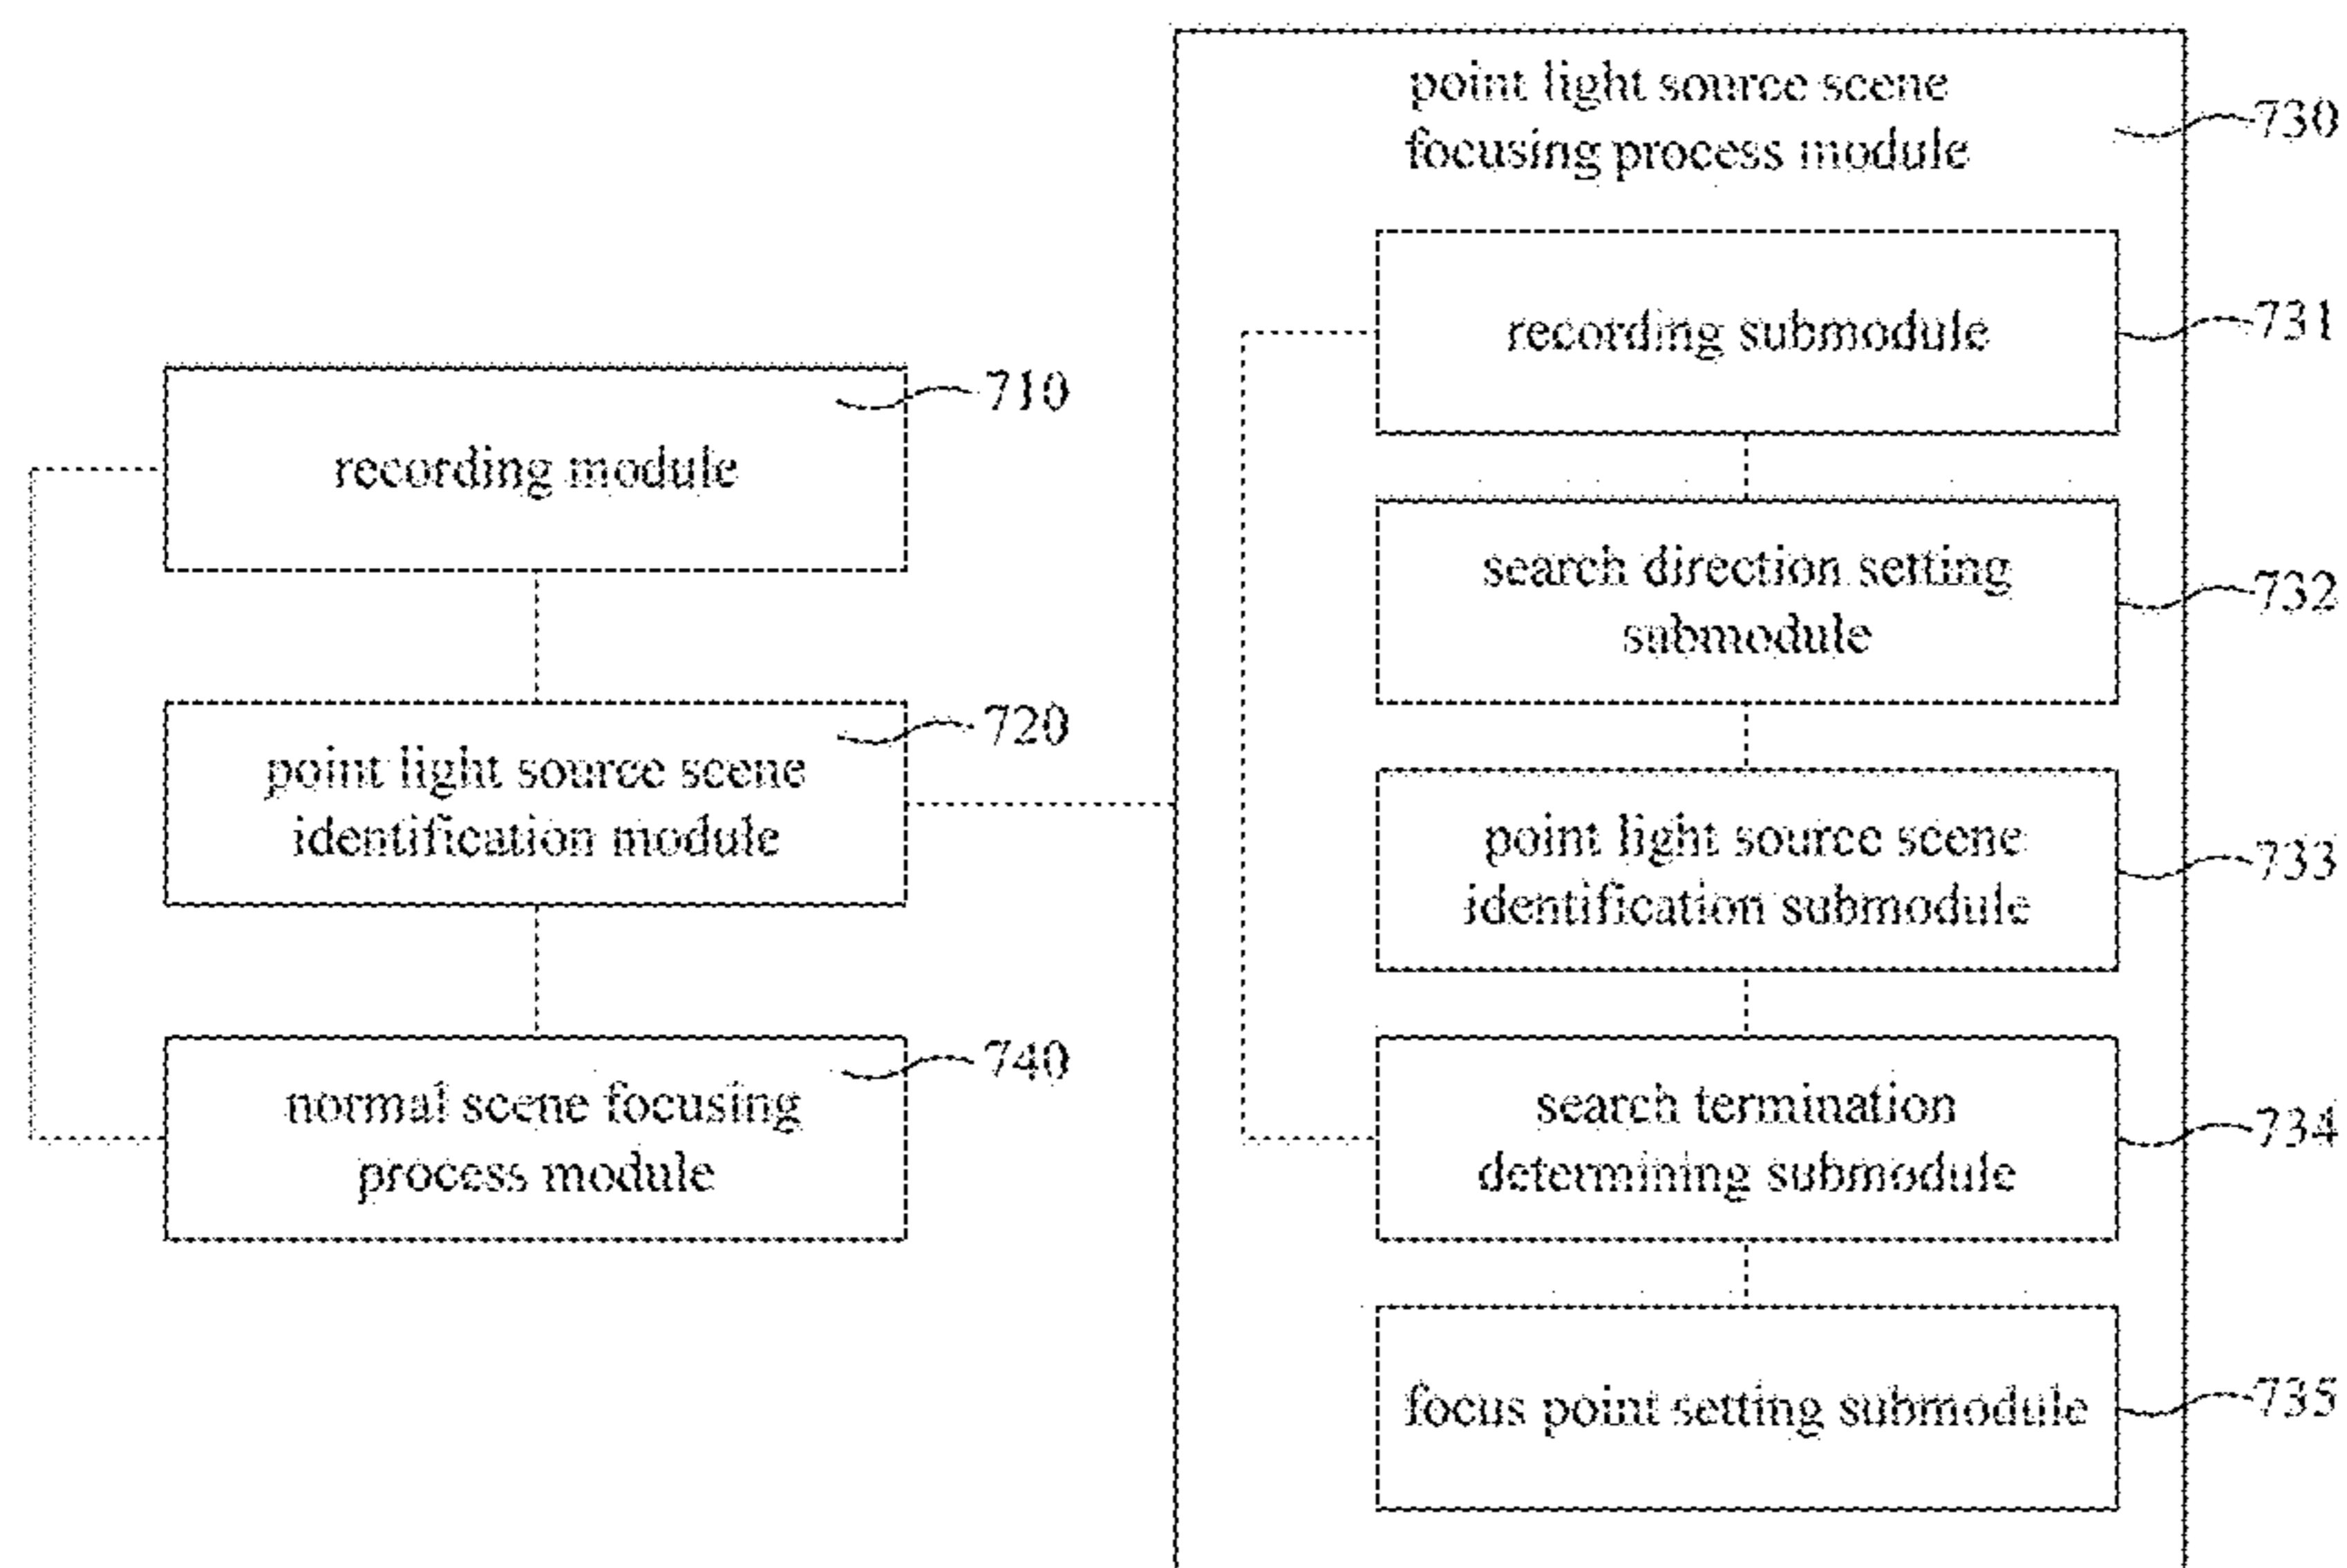 710
recording module
720
point light source scene
identification module
740
normal scene focusing
process module
point light source scene
focusing process module
730
recording submodule
731
search direction setting
submodule
732
point light source scene
identification submodule
733
search termination
determining submodule
734
focus point setting submodule
735